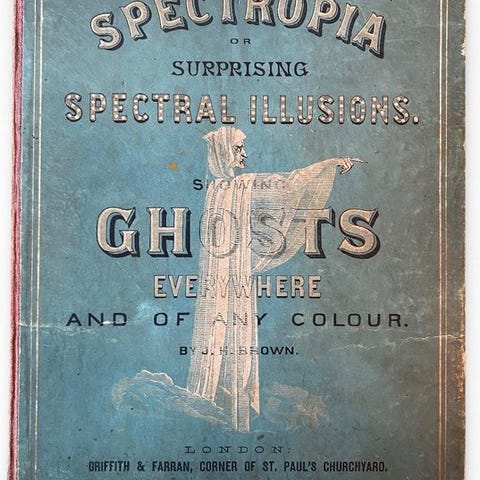 SPECTROPIA
OR
SURPRISING
SPECTRAL ILLUSIONS.
SHOWING
GHOSTS
EVERYWHERE
AND OF ANY COLOUR.
BY J. H. BROWN.
LONDON:
GRIFFITH & FARRAN, CORNER OF ST. PAUL'S CHURCHYARD.